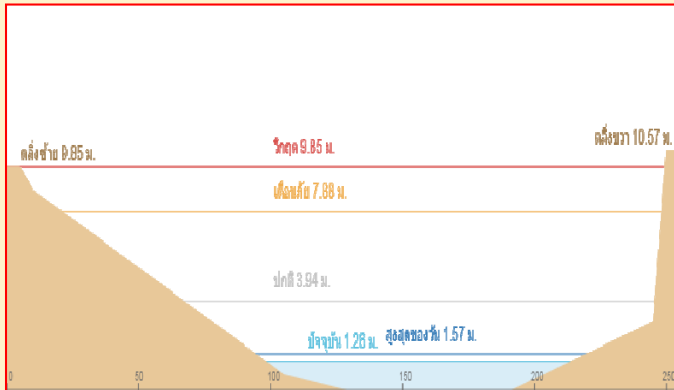 ตลิ่งขวา 10.57 ม.
วิกฤต 9.85 ม.
ตลิ่งซ้าย 9.85 ม.
เตือนภัย 7.88 ม.
ปกติ 3.94 ม.
สูงสุดของวัน 1.57 ม.
ปัจจุบัน 1.26 ม.
0 50 100 150 200 250